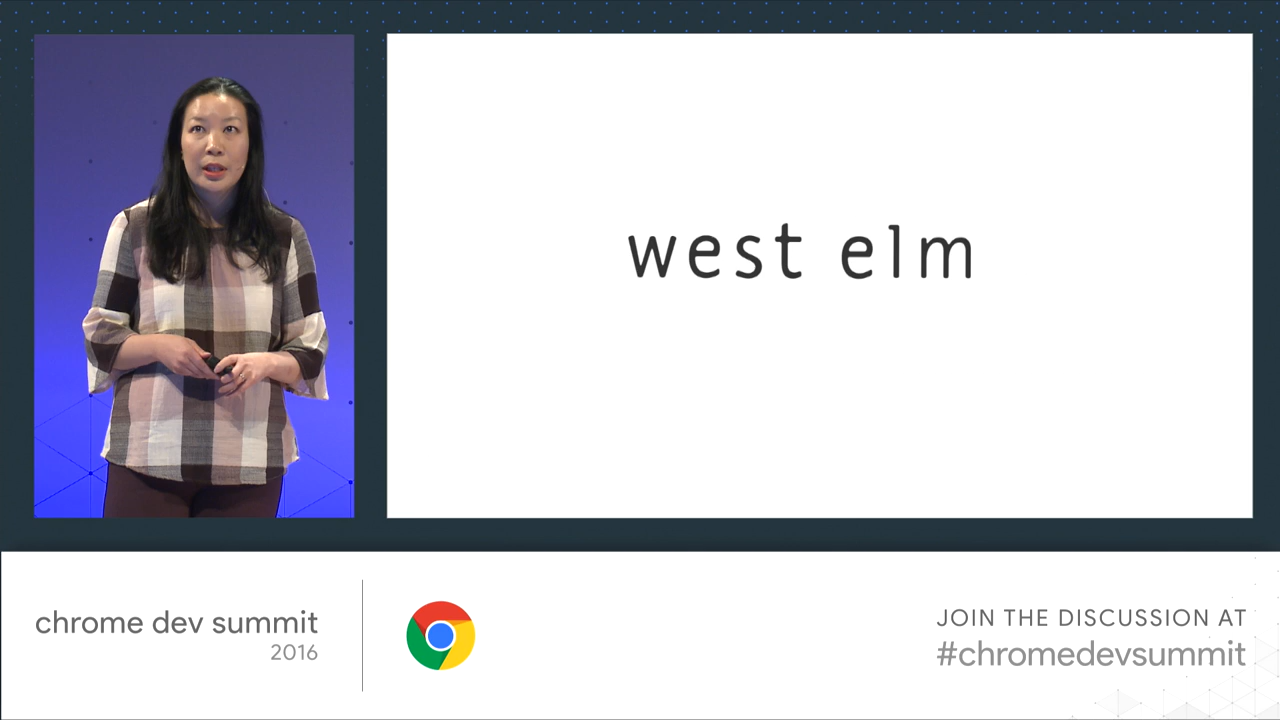 west elm
chrome dev summit
2016
JOIN THE DISCUSSION AT
#chromedevsummit